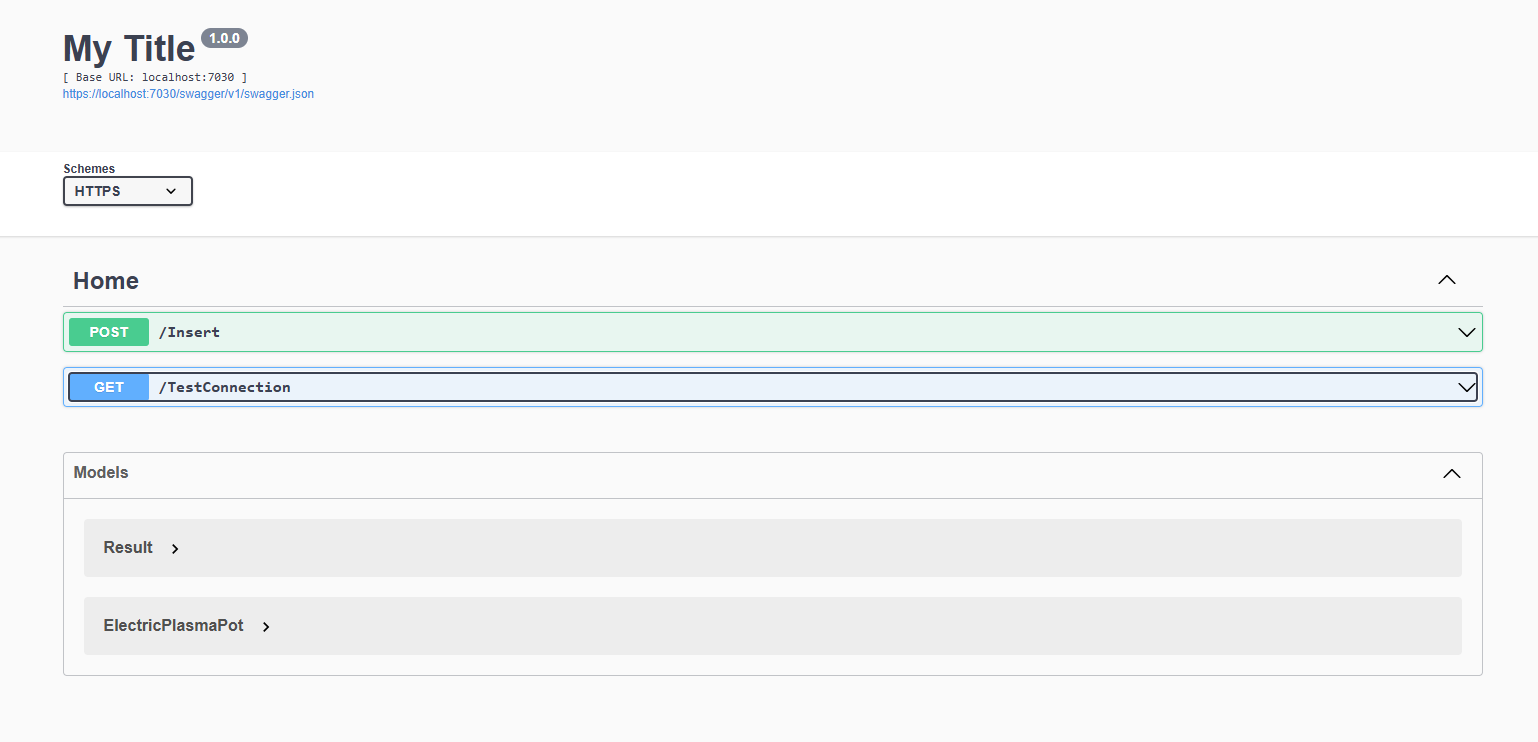 My Title 1.0.0
[ Base URL: localhost:7030 ]
https://localhost:7030/swagger/v1/swagger.json
Schemes
HTTPS
Home
POST /Insert
GET /TestConnection
Models
Result
ElectricPlasmaPot